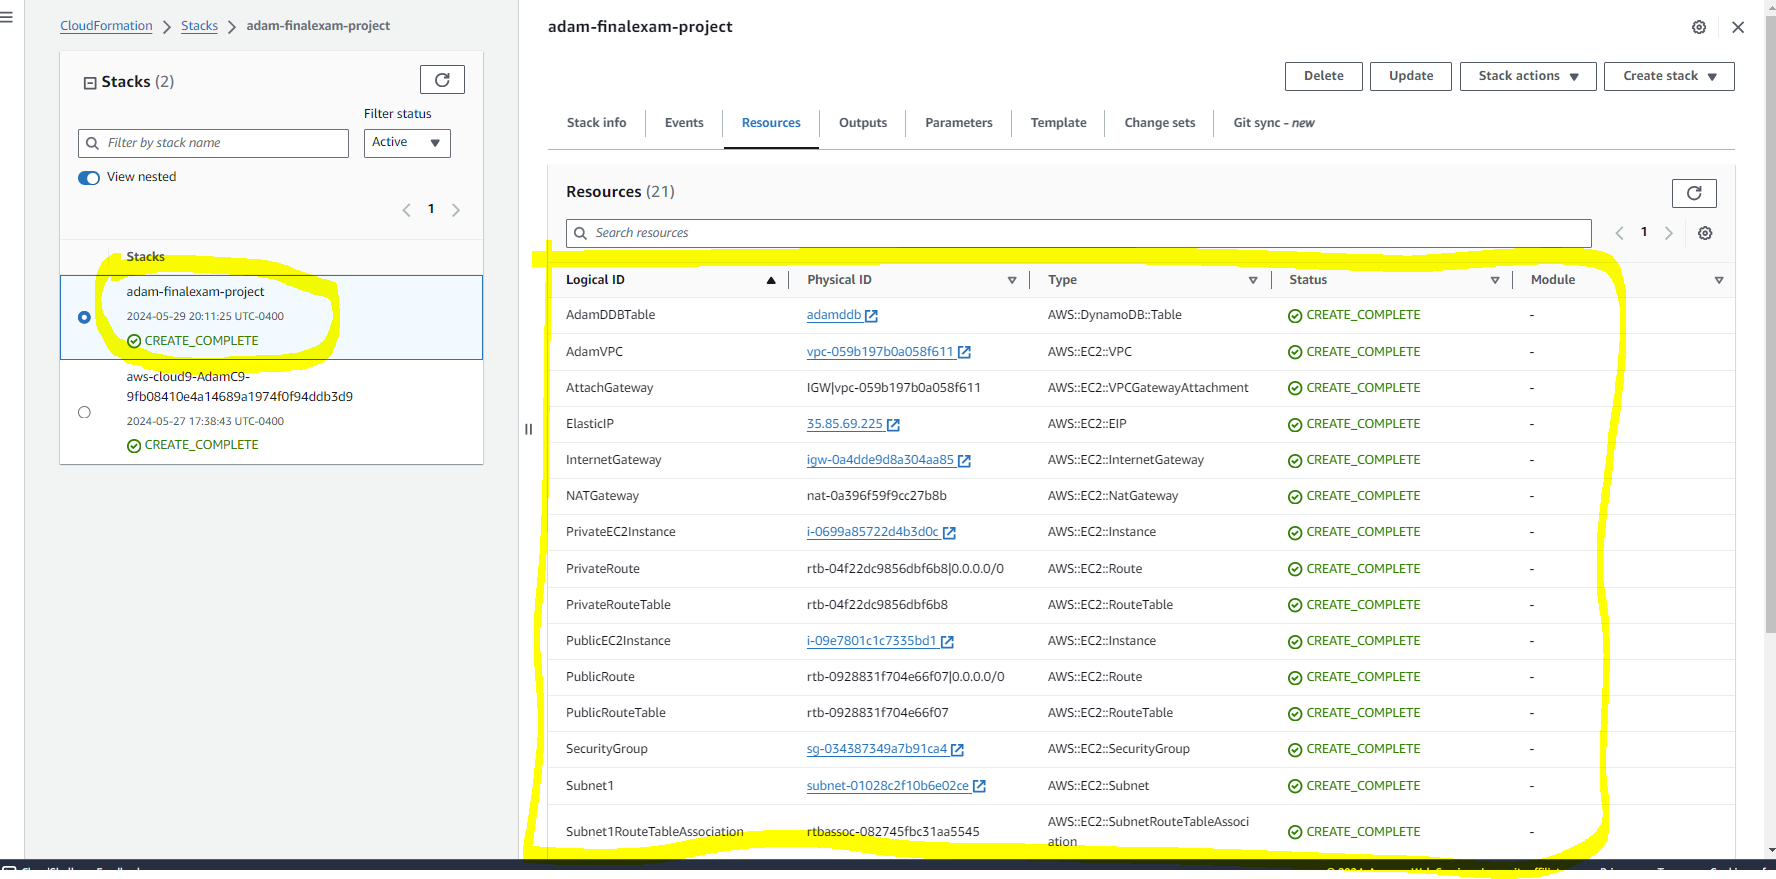 CloudFormation > Stacks > adam-finalexam-project
Stacks (2)
Filter status
Filter by stack name
Active
View nested
1
Stacks
adam-finalexam-project
2024-05-29 20:11:25 UTC-0400
CREATE_COMPLETE
aws-cloud9-AdamC9-
9fb08410e4a14689a1974f0f94ddb3d9
2024-05-27 17:38:43 UTC-0400
CREATE_COMPLETE
adam-finalexam-project
Delete Update Stack actions Create stack
Stack info Events Resources Outputs Parameters Template Change sets Git sync - new
Resources (21)
Search resources
1
Logical ID Physical ID Type Status Module
AdamDDBTable adamddb AWS::DynamoDB::Table CREATE_COMPLETE -
AdamVPC vpc-059b197b0a058f611 AWS::EC2::VPC CREATE_COMPLETE -
AttachGateway IGW|vpc-059b197b0a058f611 AWS::EC2::VPCGatewayAttachment CREATE_COMPLETE -
ElasticIP 35.85.69.225 AWS::EC2::EIP CREATE_COMPLETE -
InternetGateway igw-0a4dde9d8a304aa85 AWS::EC2::InternetGateway CREATE_COMPLETE -
NATGateway nat-0a396f59f9cc27b8b AWS::EC2::NatGateway CREATE_COMPLETE -
PrivateEC2Instance i-0699a85722d4b3d0c AWS::EC2::Instance CREATE_COMPLETE -
PrivateRoute rtb-04f22dc9856dbf6b8|0.0.0.0/0 AWS::EC2::Route CREATE_COMPLETE -
PrivateRouteTable rtb-04f22dc9856dbf6b8 AWS::EC2::RouteTable CREATE_COMPLETE -
PublicEC2Instance i-09e7801c1c7335bd1 AWS::EC2::Instance CREATE_COMPLETE -
PublicRoute rtb-0928831f704e66f07|0.0.0.0/0 AWS::EC2::Route CREATE_COMPLETE -
PublicRouteTable rtb-0928831f704e66f07 AWS::EC2::RouteTable CREATE_COMPLETE -
SecurityGroup sg-034387349a7b91ca4 AWS::EC2::SecurityGroup CREATE_COMPLETE -
Subnet1 subnet-01028c2f10b6e02ce AWS::EC2::Subnet CREATE_COMPLETE -
Subnet1RouteTableAssociation rtbassoc-082745fbc31aa5545 AWS::EC2::SubnetRouteTableAssoci
ation CREATE_COMPLETE -